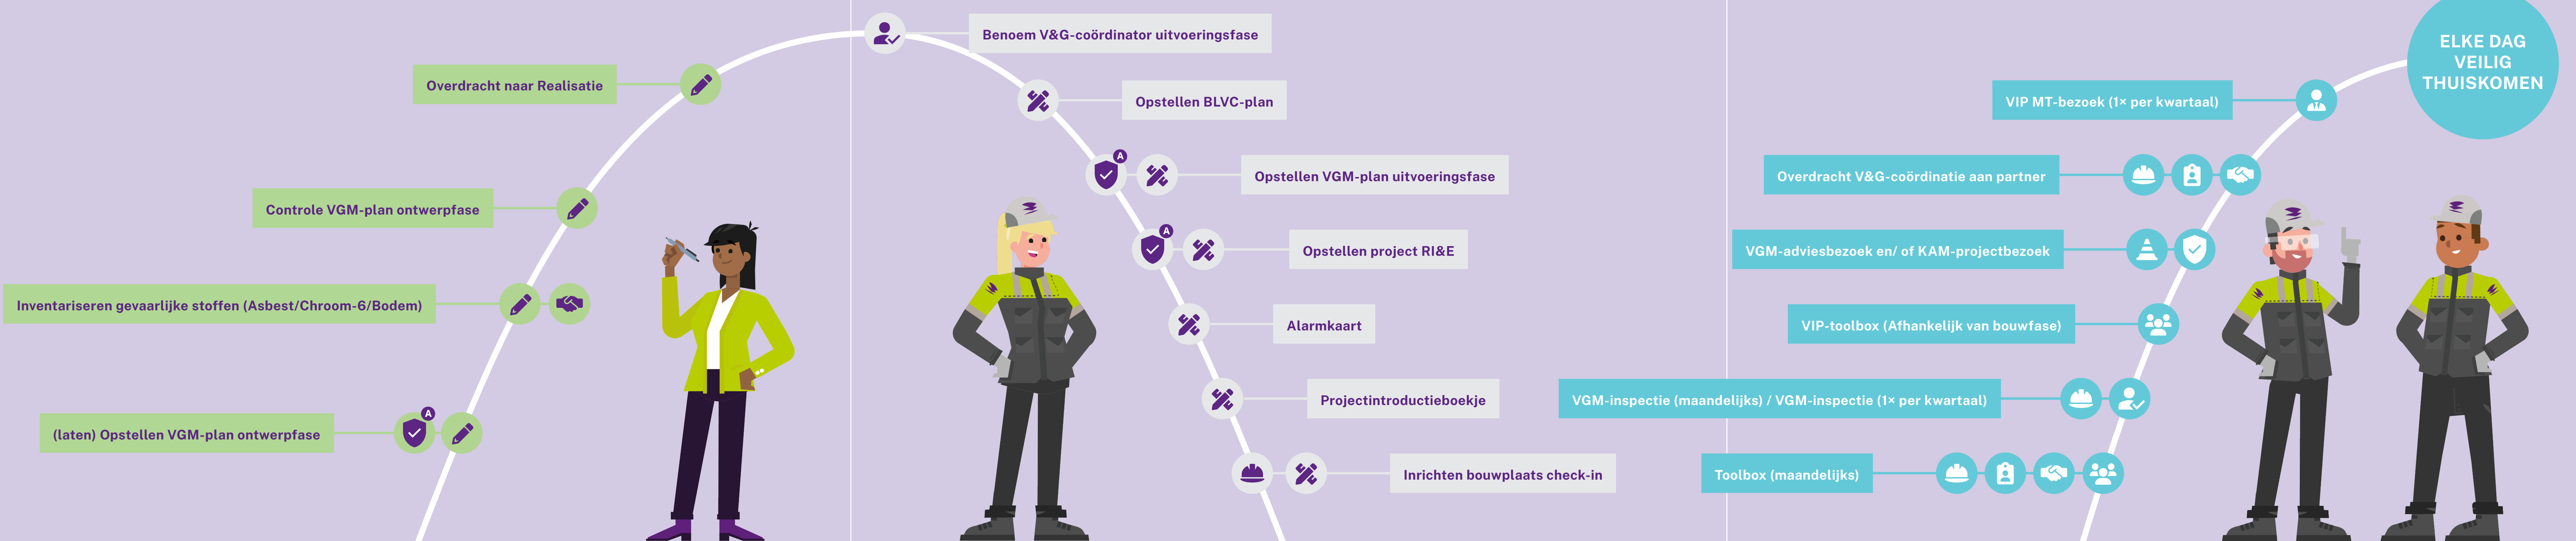 Overdracht naar Realisatie
Controle VGM-plan ontwerpfase
Inventariseren gevaarlijke stoffen (Asbest/Chroom-6/Bodem)
A
(laten) Opstellen VGM-plan ontwerpfase
Benoem V&G-coördinator uitvoeringsfase
Opstellen BLVC-plan
A
Opstellen VGM-plan uitvoeringsfase
A
Opstellen project RI&E
Alarmkaart
Projectintroductieboekje
Inrichten bouwplaats check-in
ELKE DAG
VEILIG
THUISKOMEN
VIP MT-bezoek (1× per kwartaal)
Overdracht V&G-coördinatie aan partner
VGM-adviesbezoek en/ of KAM-projectbezoek
VIP-toolbox (Afhankelijk van bouwfase)
VGM-inspectie (maandelijks) / VGM-inspectie (1× per kwartaal)
Toolbox (maandelijks)